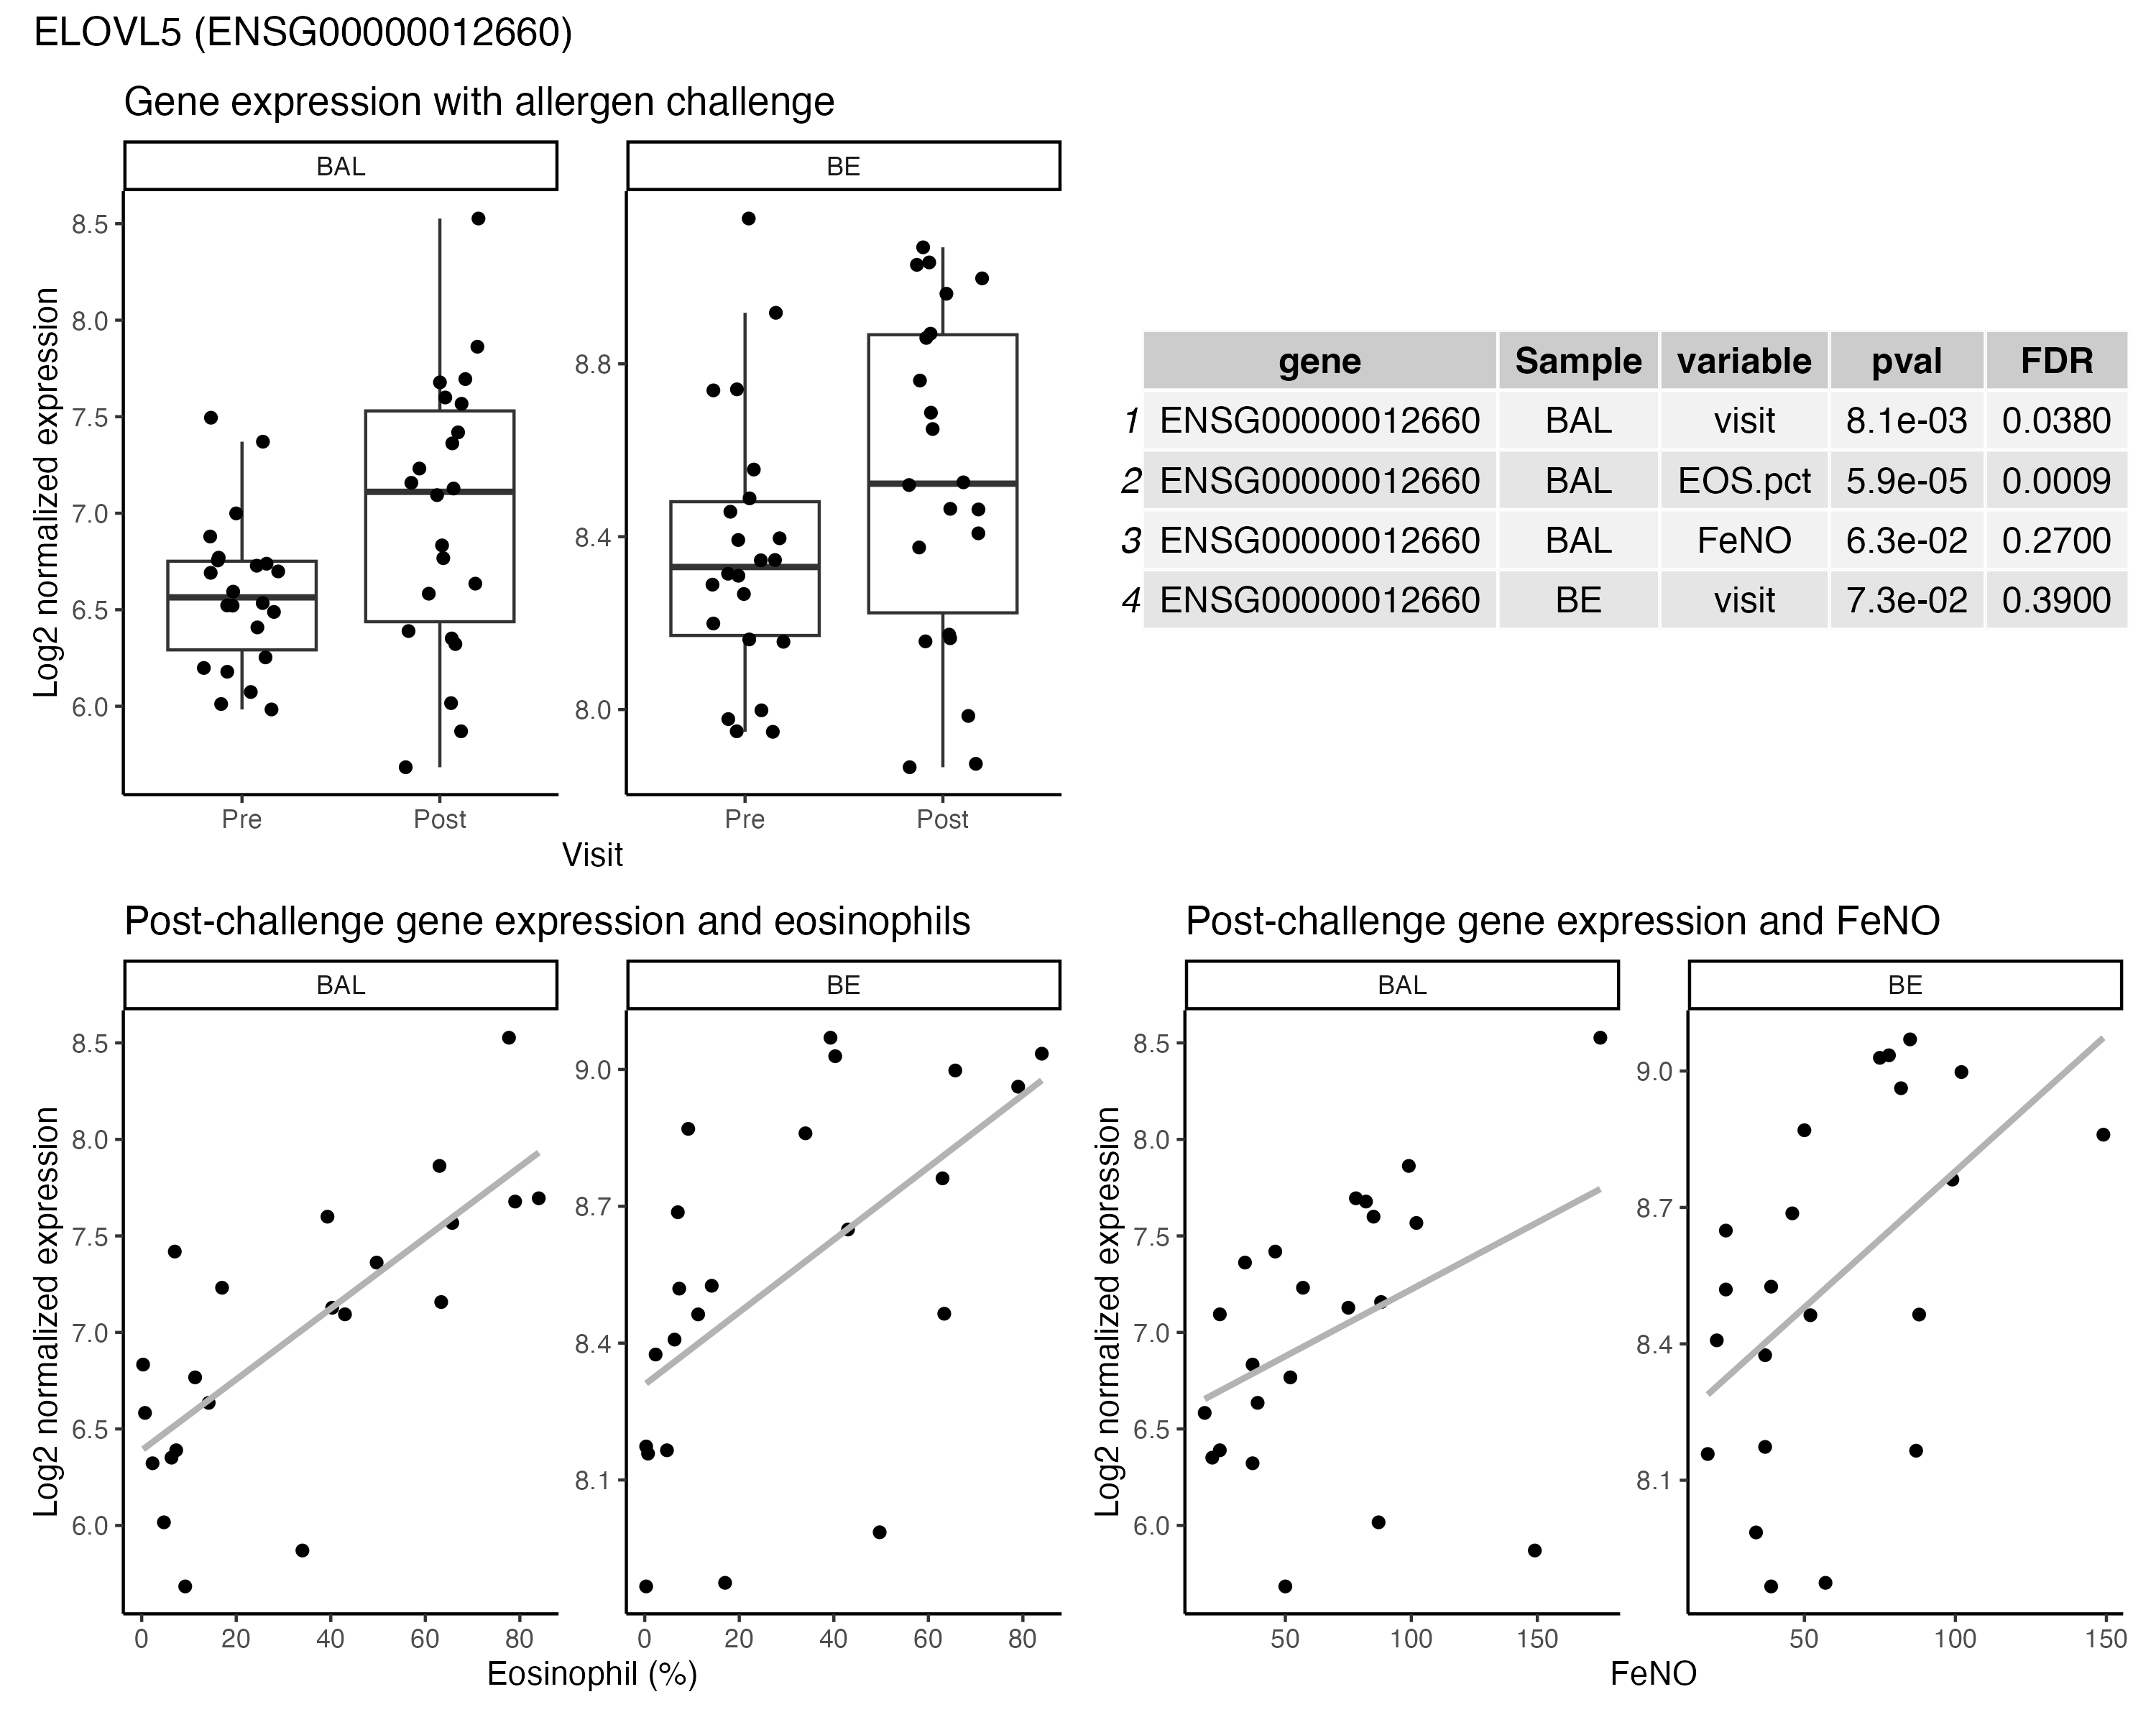 ELOVL5 (ENSG00000012660)
Gene expression with allergen challenge
BAL
BE
Log2 normalized expression
8.5
8.0
7.5
7.0
6.5
6.0
8.8
8.4
8.0
Pre
Post
Pre
Post
Visit
gene Sample variable pval FDR
1 ENSG00000012660 BAL visit 8.1e-03 0.0380
2 ENSG00000012660 BAL EOS.pct 5.9e-05 0.0009
3 ENSG00000012660 BAL FeNO 6.3e-02 0.2700
4 ENSG00000012660 BE visit 7.3e-02 0.3900
Post-challenge gene expression and eosinophils
BAL
BE
Log2 normalized expression
8.5
8.0
7.5
7.0
6.5
6.0
9.0
8.7
8.4
8.1
0 20 40 60 80
0 20 40 60 80
Eosinophil (%)
Post-challenge gene expression and FeNO
BAL
BE
Log2 normalized expression
8.5
8.0
7.5
7.0
6.5
6.0
9.0
8.7
8.4
8.1
50 100 150
50 100 150
FeNO